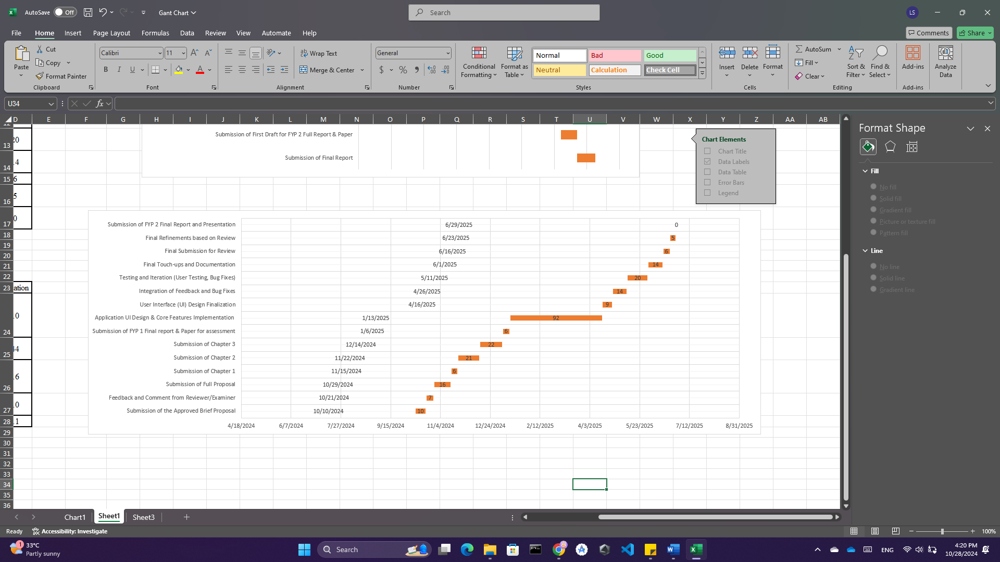 AutoSave Off Gant Chart Search LS
File Home Insert Page Layout Formulas Data Review View Automate Help Comments Share
Paste Cut Copy Format Painter Clipboard
Calibri 11 B I U A Font
Wrap Text Merge & Center Alignment
General $ % Number
Conditional Formatting Format as Table
Normal Bad Good
Neutral Calculation Check Cell
Styles
Insert Delete Format Cells
AutoSum Fill Clear Sort & Filter Find & Select Editing
Add-ins Add-ins
Analyze Data
U34 fx
D E F G H I J K L M N O P Q R S T U V W X Y Z AA AB
13 20
14 14
15 6
16 5
17 0
18
19
20
21
22
23 ation
24 0
25 44
26 6
27 0
28 1
29
30
31
32
33
34
35
36
Submission of First Draft for FYP 2 Full Report & Paper
Submission of Final Report
Chart Elements
Chart Title
Data Labels
Data Table
Error Bars
Legend
Submission of FYP 2 Final Report and Presentation 6/29/2025 0
Final Refinements based on Review 6/23/2025 5
Final Submission for Review 6/16/2025 6
Final Touch-ups and Documentation 6/1/2025 14
Testing and Iteration (User Testing, Bug Fixes) 5/11/2025 20
Integration of Feedback and Bug Fixes 4/26/2025 14
User Interface (UI) Design Finalization 4/16/2025 9
Application UI Design & Core Features Implementation 1/13/2025 92
Submission of FYP 1 Final report & Paper for assessment 1/6/2025 6
Submission of Chapter 3 12/14/2024 22
Submission of Chapter 2 11/22/2024 21
Submission of Chapter 1 11/15/2024 6
Submission of Full Proposal 10/29/2024 16
Feedback and Comment from Reviewer/Examiner 10/21/2024 7
Submission of the Approved Brief Proposal 10/10/2024 10
4/18/2024 6/7/2024 7/27/2024 9/15/2024 11/4/2024 12/24/2024 2/12/2025 4/3/2025 5/23/2025 7/12/2025 8/31/2025
Format Shape
Fill
No fill
Solid fill
Gradient fill
Picture or texture fill
Pattern fill
Line
No line
Solid line
Gradient line
Chart1 Sheet1 Sheet3
Ready Accessibility: Investigate 100%
1 33°C
Partly sunny
Search
ENG
4:20 PM
10/28/2024